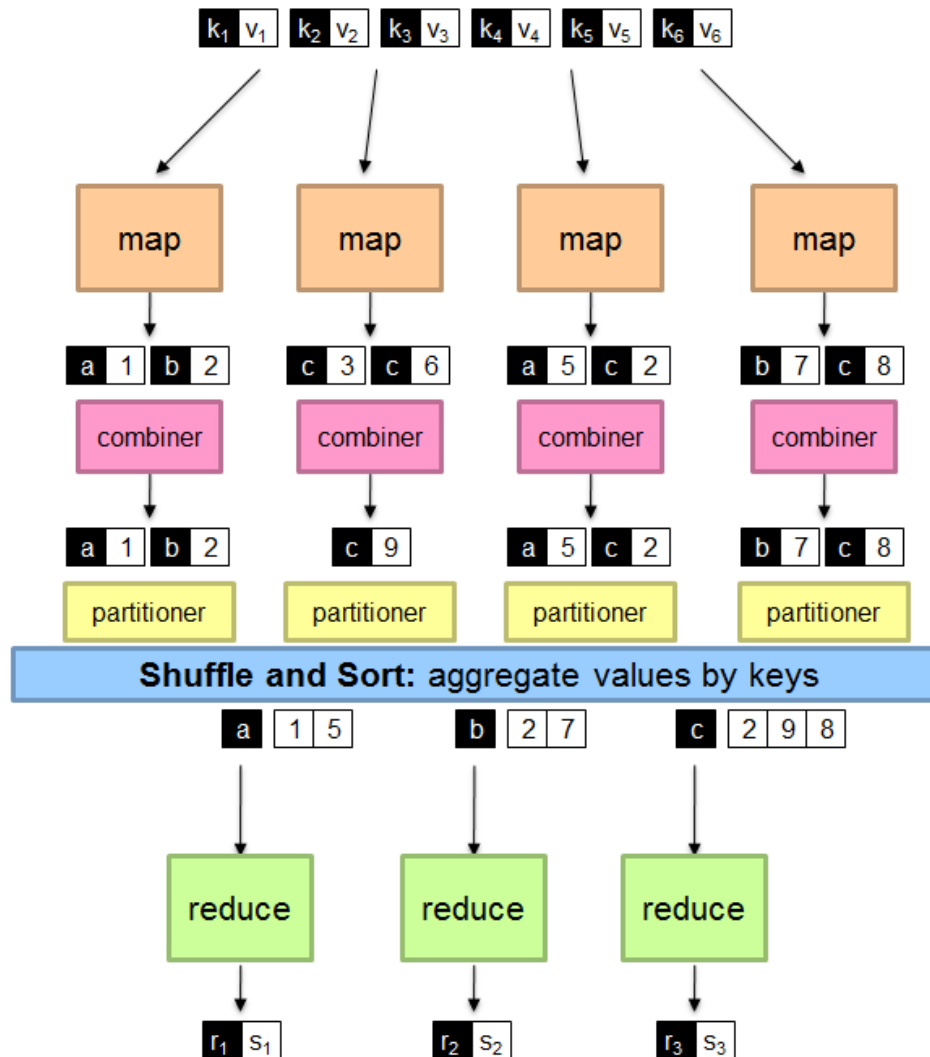 k₁ v₁ k₂ v₂ k₃ v₃ k₄ v₄ k₅ v₅ k₆ v₆
map map map map
a 1 b 2 c 3 c 6 a 5 c 2 b 7 c 8
combiner combiner combiner combiner
a 1 b 2 c 9 a 5 c 2 b 7 c 8
partitioner partitioner partitioner partitioner
Shuffle and Sort: aggregate values by keys
a 1 5 b 2 7 c 2 9 8
reduce reduce reduce
r₁ s₁ r₂ s₂ r₃ s₃